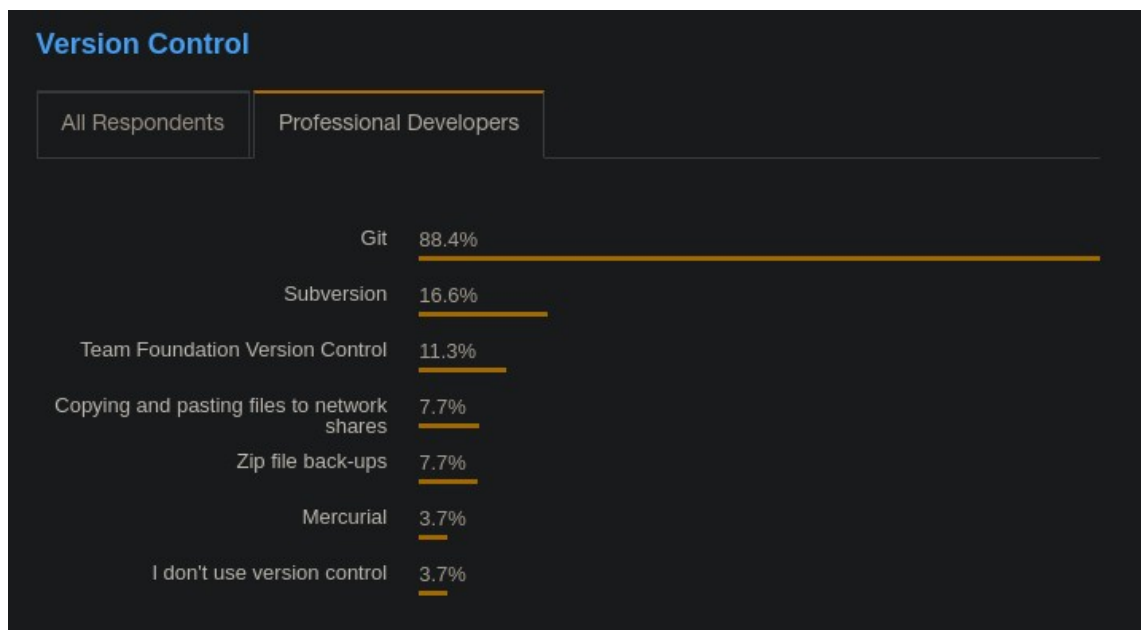 Version Control
All Respondents
Professional Developers
Git 88.4%
Subversion 16.6%
Team Foundation Version Control 11.3%
Copying and pasting files to network 7.7%
shares
Zip file back-ups 7.7%
Mercurial 3.7%
I don't use version control 3.7%